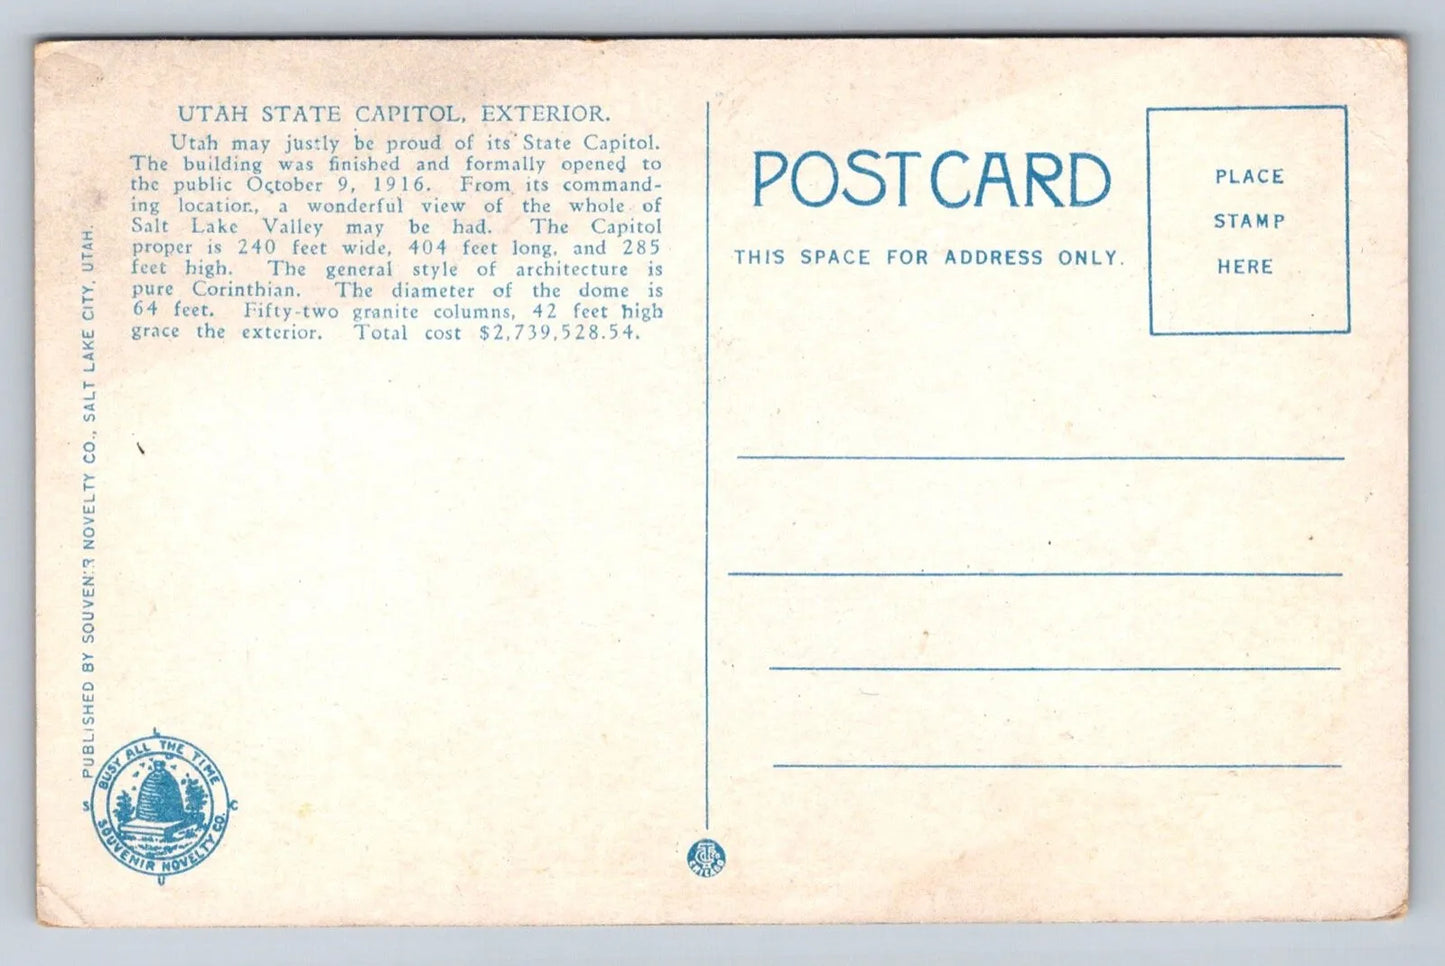 UTAH STATE CAPITOL, EXTERIOR.
Utah may justly be proud of its State Capitol.
The building was finished and formally opened to
the public October 9, 1916. From its command-
ing location, a wonderful view of the whole of
Salt Lake Valley may be had. The Capitol
proper is 240 feet wide, 404 feet long, and 285
feet high. The general style of architecture is
pure Corinthian. The diameter of the dome is
64 feet. Fifty-two granite columns, 42 feet high
grace the exterior. Total cost $2,739,528.54.
PUBLISHED BY SOUVENIR NOVELTY CO., SALT LAKE CITY, UTAH.
L
BUSY ALL THE TIME
S
C
SOUVENIR NOVELTY CO.
U
POST CARD
THIS SPACE FOR ADDRESS ONLY.
PLACE
STAMP
HERE
CHICAGO